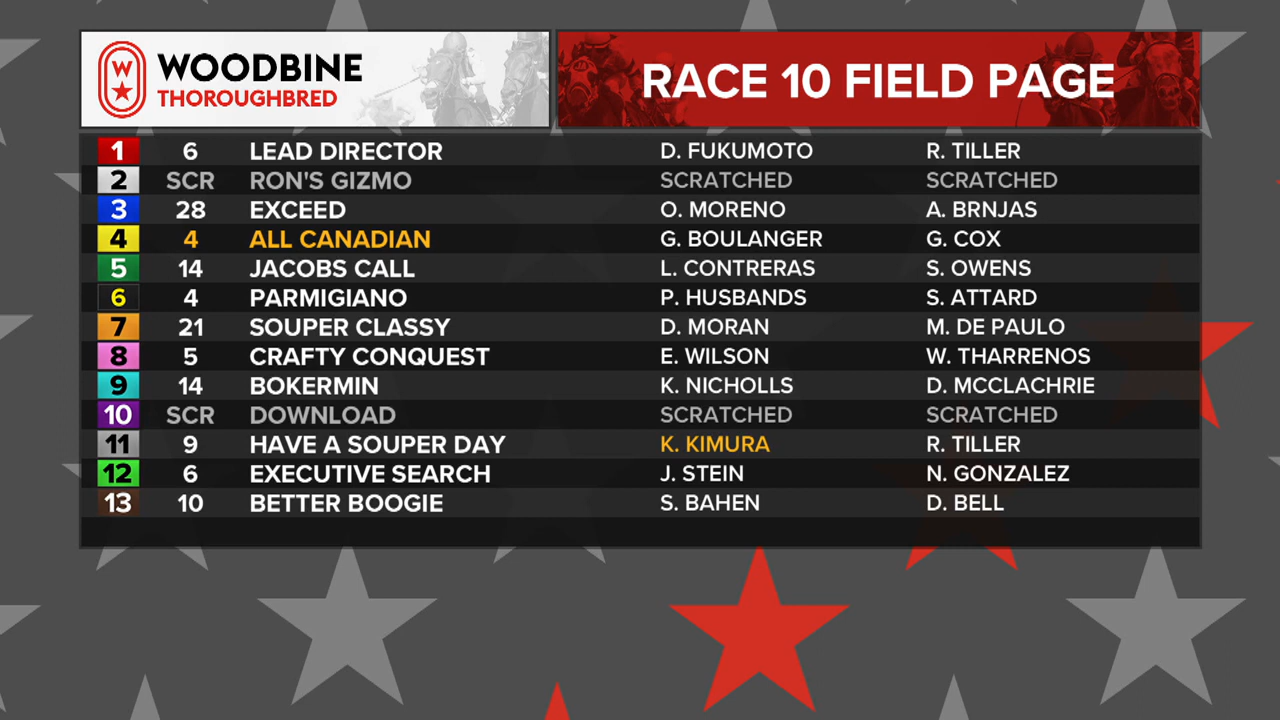 W
WOODBINE
THOROUGHBRED
RACE 10 FIELD PAGE
1 6 LEAD DIRECTOR D. FUKUMOTO R. TILLER
2 SCR RON'S GIZMO SCRATCHED SCRATCHED
3 28 EXCEED O. MORENO A. BRNJAS
4 4 ALL CANADIAN G. BOULANGER G. COX
5 14 JACOBS CALL L. CONTRERAS S. OWENS
6 4 PARMIGIANO P. HUSBANDS S. ATTARD
7 21 SOUPER CLASSY D. MORAN M. DE PAULO
8 5 CRAFTY CONQUEST E. WILSON W. THARRENOS
9 14 BOKERMIN K. NICHOLLS D. MCCLACHRIE
10 SCR DOWNLOAD SCRATCHED SCRATCHED
11 9 HAVE A SOUPER DAY K. KIMURA R. TILLER
12 6 EXECUTIVE SEARCH J. STEIN N. GONZALEZ
13 10 BETTER BOOGIE S. BAHEN D. BELL